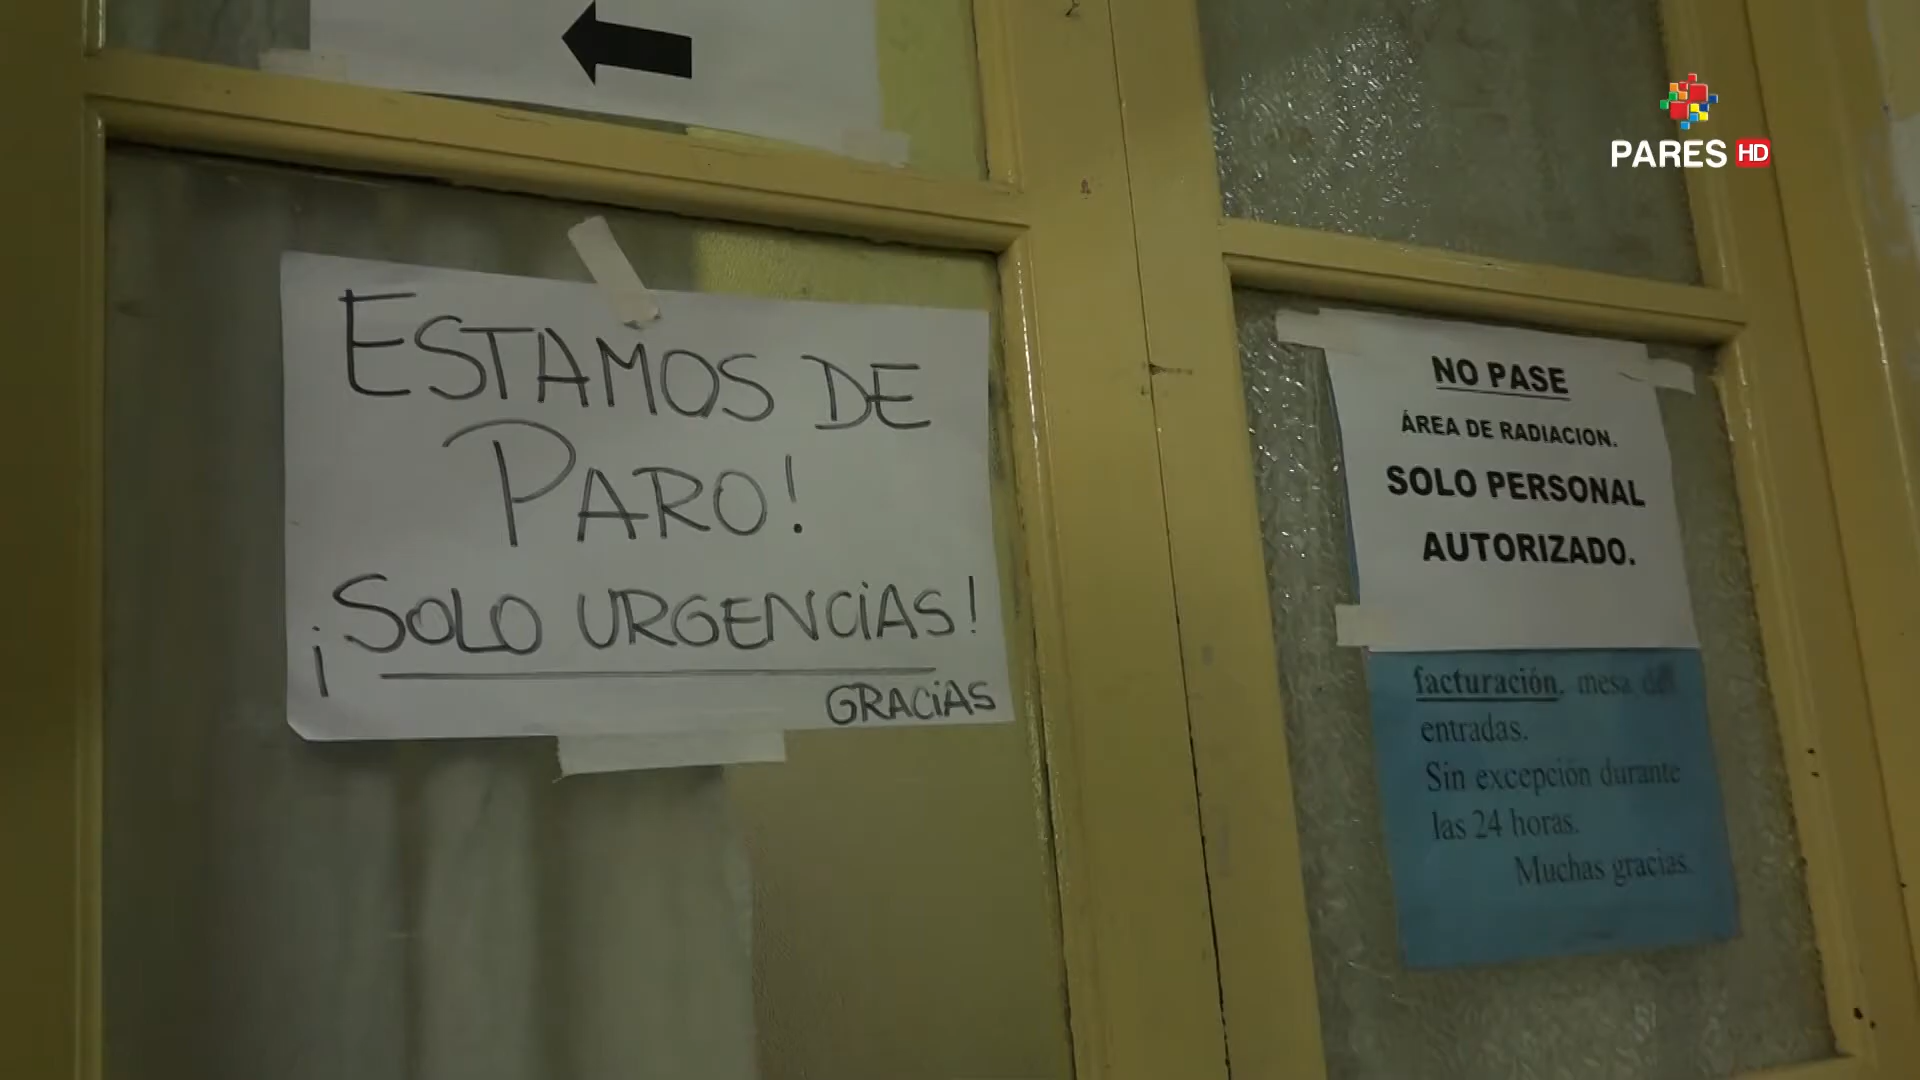 PARES HD
ESTAMOS DE
PARO!
¡SOLO URGENCIAS!
GRACIAS
NO PASE
ÁREA DE RADIACION.
SOLO PERSONAL
AUTORIZADO.
facturación, mesa de
entradas.
Sin excepción durante
las 24 horas.
Muchas gracias.